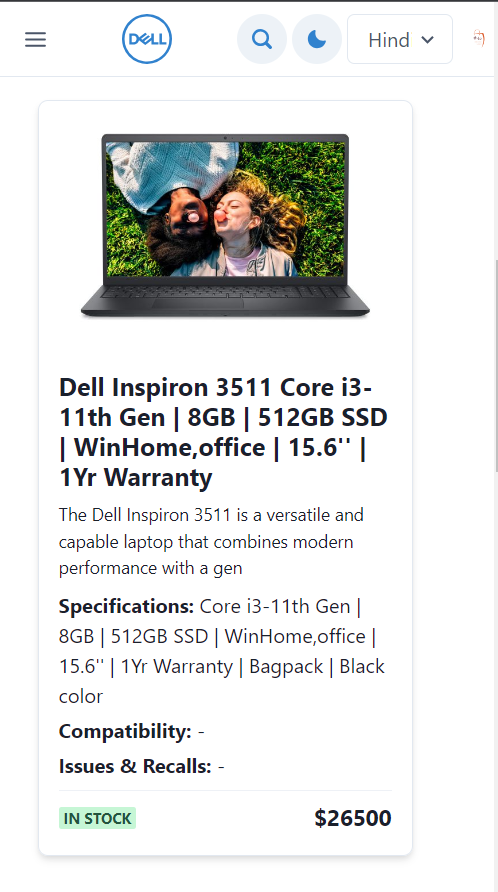 DELL
Hind
Dell Inspiron 3511 Core i3-
11th Gen | 8GB | 512GB SSD
| WinHome,office | 15.6'' |
1Yr Warranty
The Dell Inspiron 3511 is a versatile and
capable laptop that combines modern
performance with a gen
Specifications: Core i3-11th Gen |
8GB | 512GB SSD | WinHome,office |
15.6'' | 1Yr Warranty | Bagpack | Black
color
Compatibility: -
Issues & Recalls: -
IN STOCK
$26500